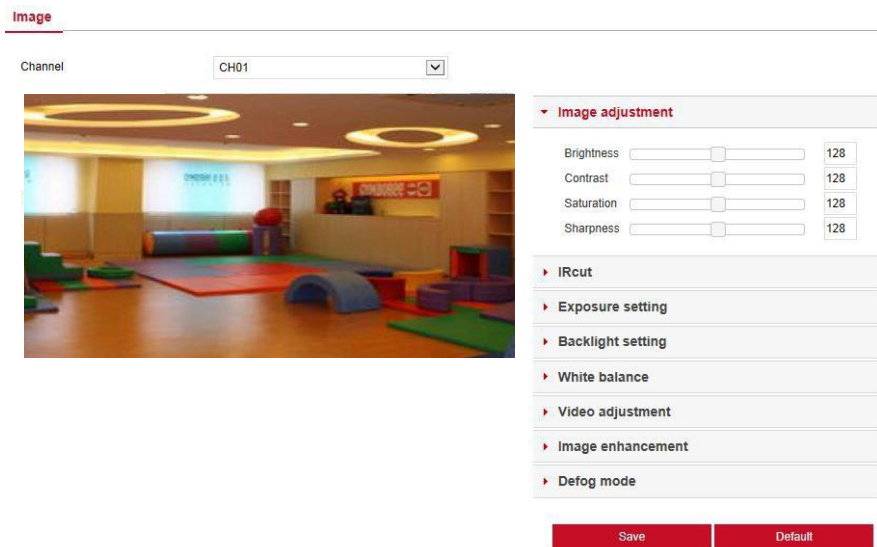 Image
Channel
CH01
Image adjustment
Brightness 128
Contrast 128
Saturation 128
Sharpness 128
IRcut
Exposure setting
Backlight setting
White balance
Video adjustment
Image enhancement
Defog mode
Save
Default